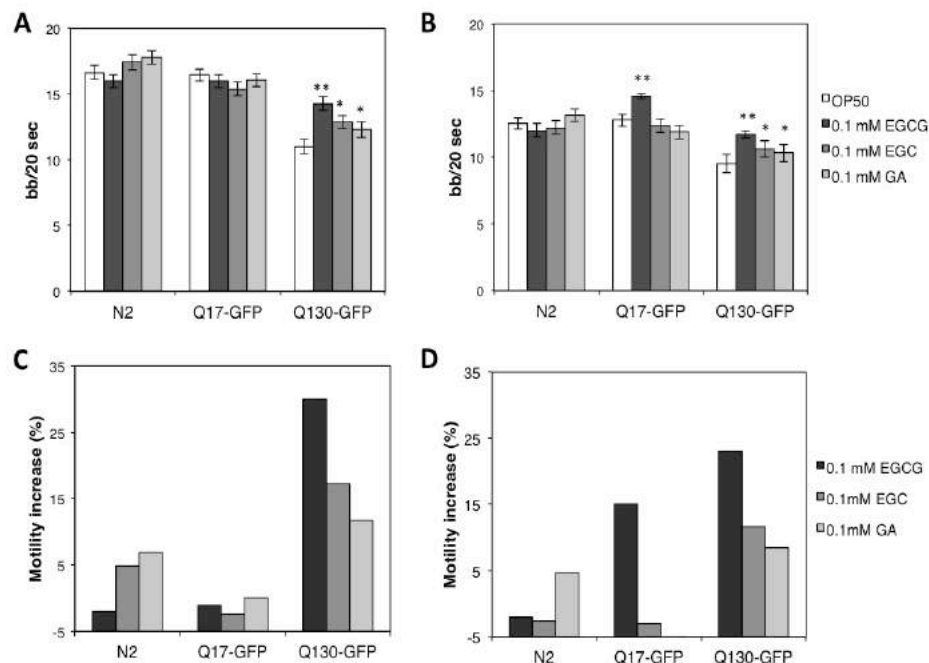 A
20
15
10
5
0
bb/20 sec
** * *
N2 Q17-GFP Q130-GFP
B
20
15
10
5
0
bb/20 sec
** ** * *
N2 Q17-GFP Q130-GFP
OP50
0.1 mM EGCG
0.1 mM EGC
0.1 mM GA
C
35
25
15
5
-5
Motility increase (%)
N2 Q17-GFP Q130-GFP
D
35
25
15
5
-5
Motility increase (%)
N2 Q17-GFP Q130-GFP
0.1 mM EGCG
0.1mM EGC
0.1mM GA